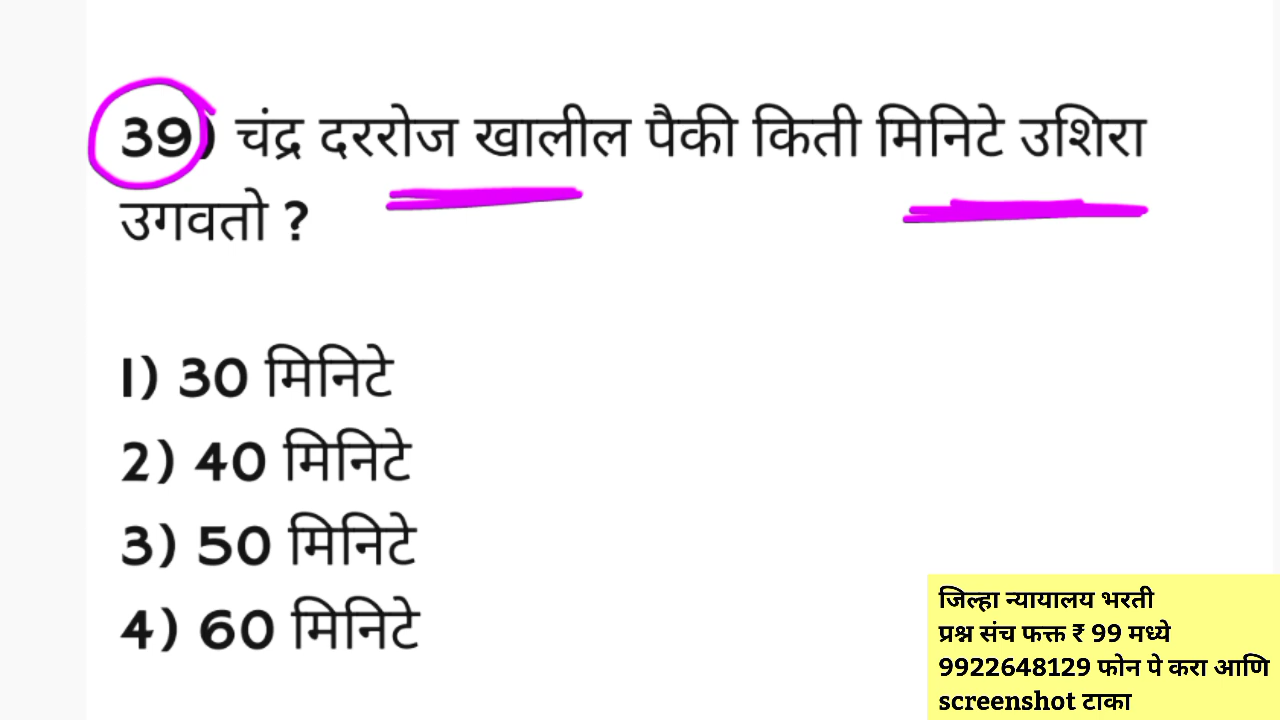 39) चंद्र दररोज खालील पैकी किती मिनिटे उशिरा
उगवतो ?
1) 30 मिनिटे
2) 40 मिनिटे
3) 50 मिनिटे
4) 60 मिनिटे
जिल्हा न्यायालय भरती
प्रश्न संच फक्त ₹ 99 मध्ये
9922648129 फोन पे करा आणि
screenshot टाका